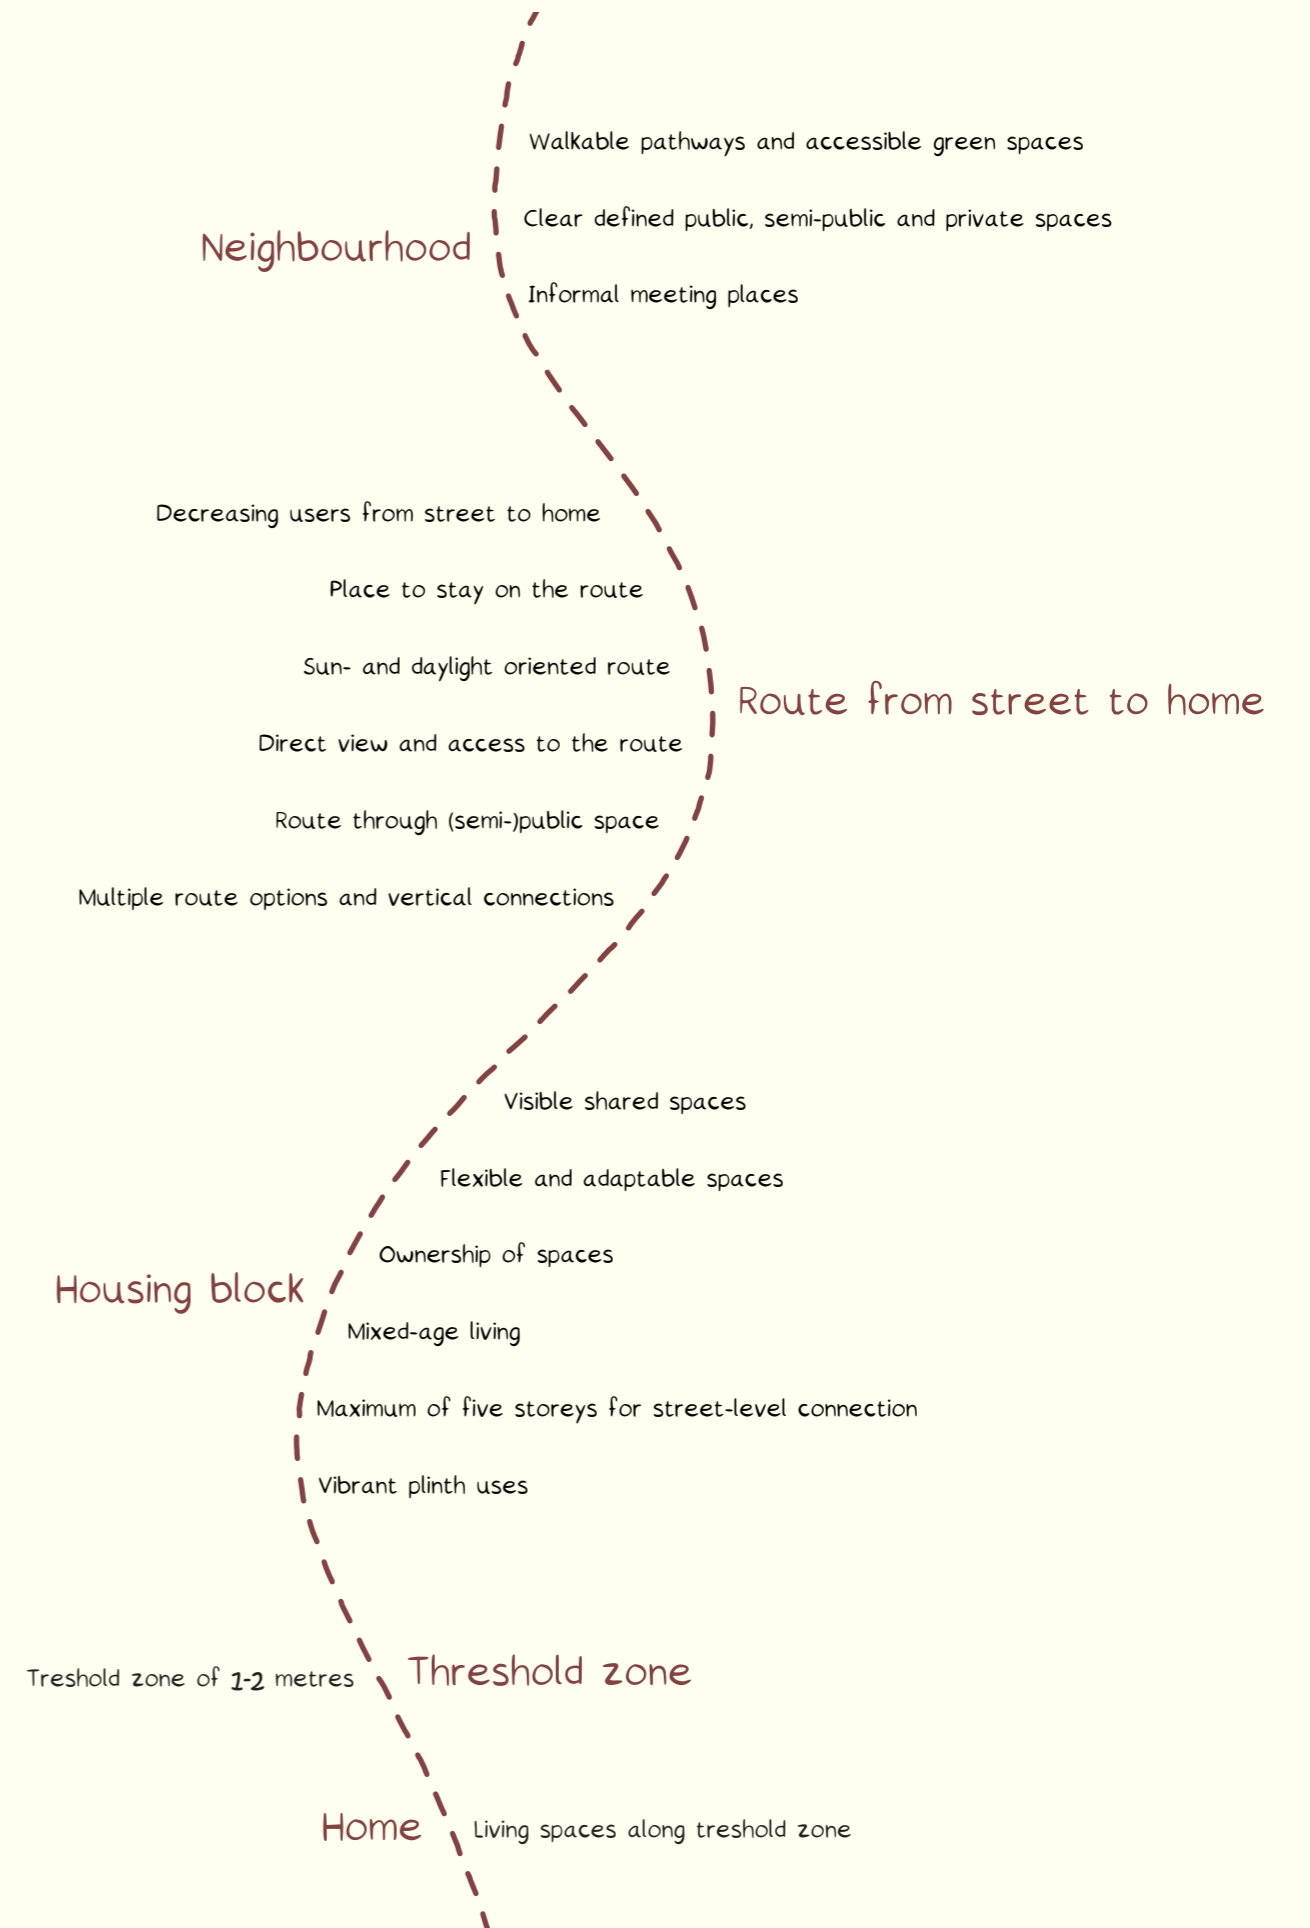 Walkable pathways and accessible green spaces
Clear defined public, semi-public and private spaces
Neighbourhood
Informal meeting places
Decreasing users from street to home
Place to stay on the route
Sun- and daylight oriented route
Route from street to home
Direct view and access to the route
Route through (semi-)public space
Multiple route options and vertical connections
Visible shared spaces
Flexible and adaptable spaces
Ownership of spaces
Housing block
Mixed-age living
Maximum of five storeys for street-level connection
Vibrant plinth uses
Threshold zone
Treshold zone of 1-2 metres
Home
Living spaces along treshold zone